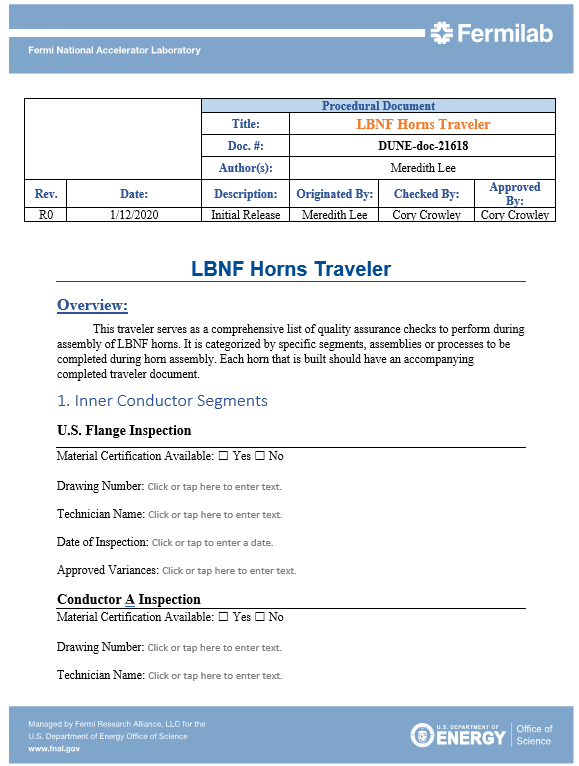 Fermilab
Fermi National Accelerator Laboratory
Procedural Document
Title: LBNF Horns Traveler
Doc. #: DUNE-doc-21618
Author(s): Meredith Lee
Rev. Date: Description: Originated By: Checked By: Approved By:
R0 1/12/2020 Initial Release Meredith Lee Cory Crowley Cory Crowley
LBNF Horns Traveler
Overview:
This traveler serves as a comprehensive list of quality assurance checks to perform during
assembly of LBNF horns. It is categorized by specific segments, assemblies or processes to be
completed during horn assembly. Each horn that is built should have an accompanying
completed traveler document.
1. Inner Conductor Segments
U.S. Flange Inspection
Material Certification Available: ☐ Yes ☐ No
Drawing Number: Click or tap here to enter text.
Technician Name: Click or tap here to enter text.
Date of Inspection: Click or tap to enter a date.
Approved Variances: Click or tap here to enter text.
Conductor A Inspection
Material Certification Available: ☐ Yes ☐ No
Drawing Number: Click or tap here to enter text.
Technician Name: Click or tap here to enter text.
Managed by Fermi Research Alliance, LLC for the
U.S. Department of Energy Office of Science
www.fnal.gov
U.S. DEPARTMENT OF
ENERGY
Office of
Science